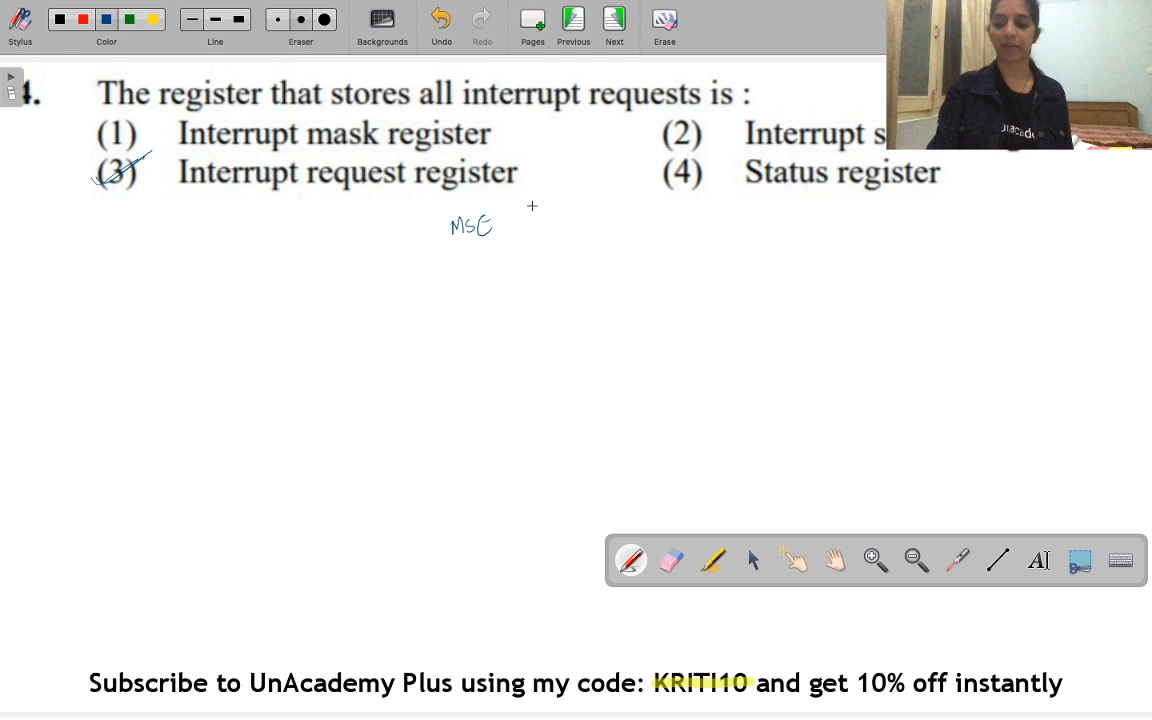 Stylus Color Line Eraser Backgrounds Undo Redo Pages Previous Next Erase
4. The register that stores all interrupt requests is :
(1) Interrupt mask register (2) Interrupt s
(3) Interrupt request register (4) Status register
MSE
Subscribe to UnAcademy Plus using my code: KRITI10 and get 10% off instantly